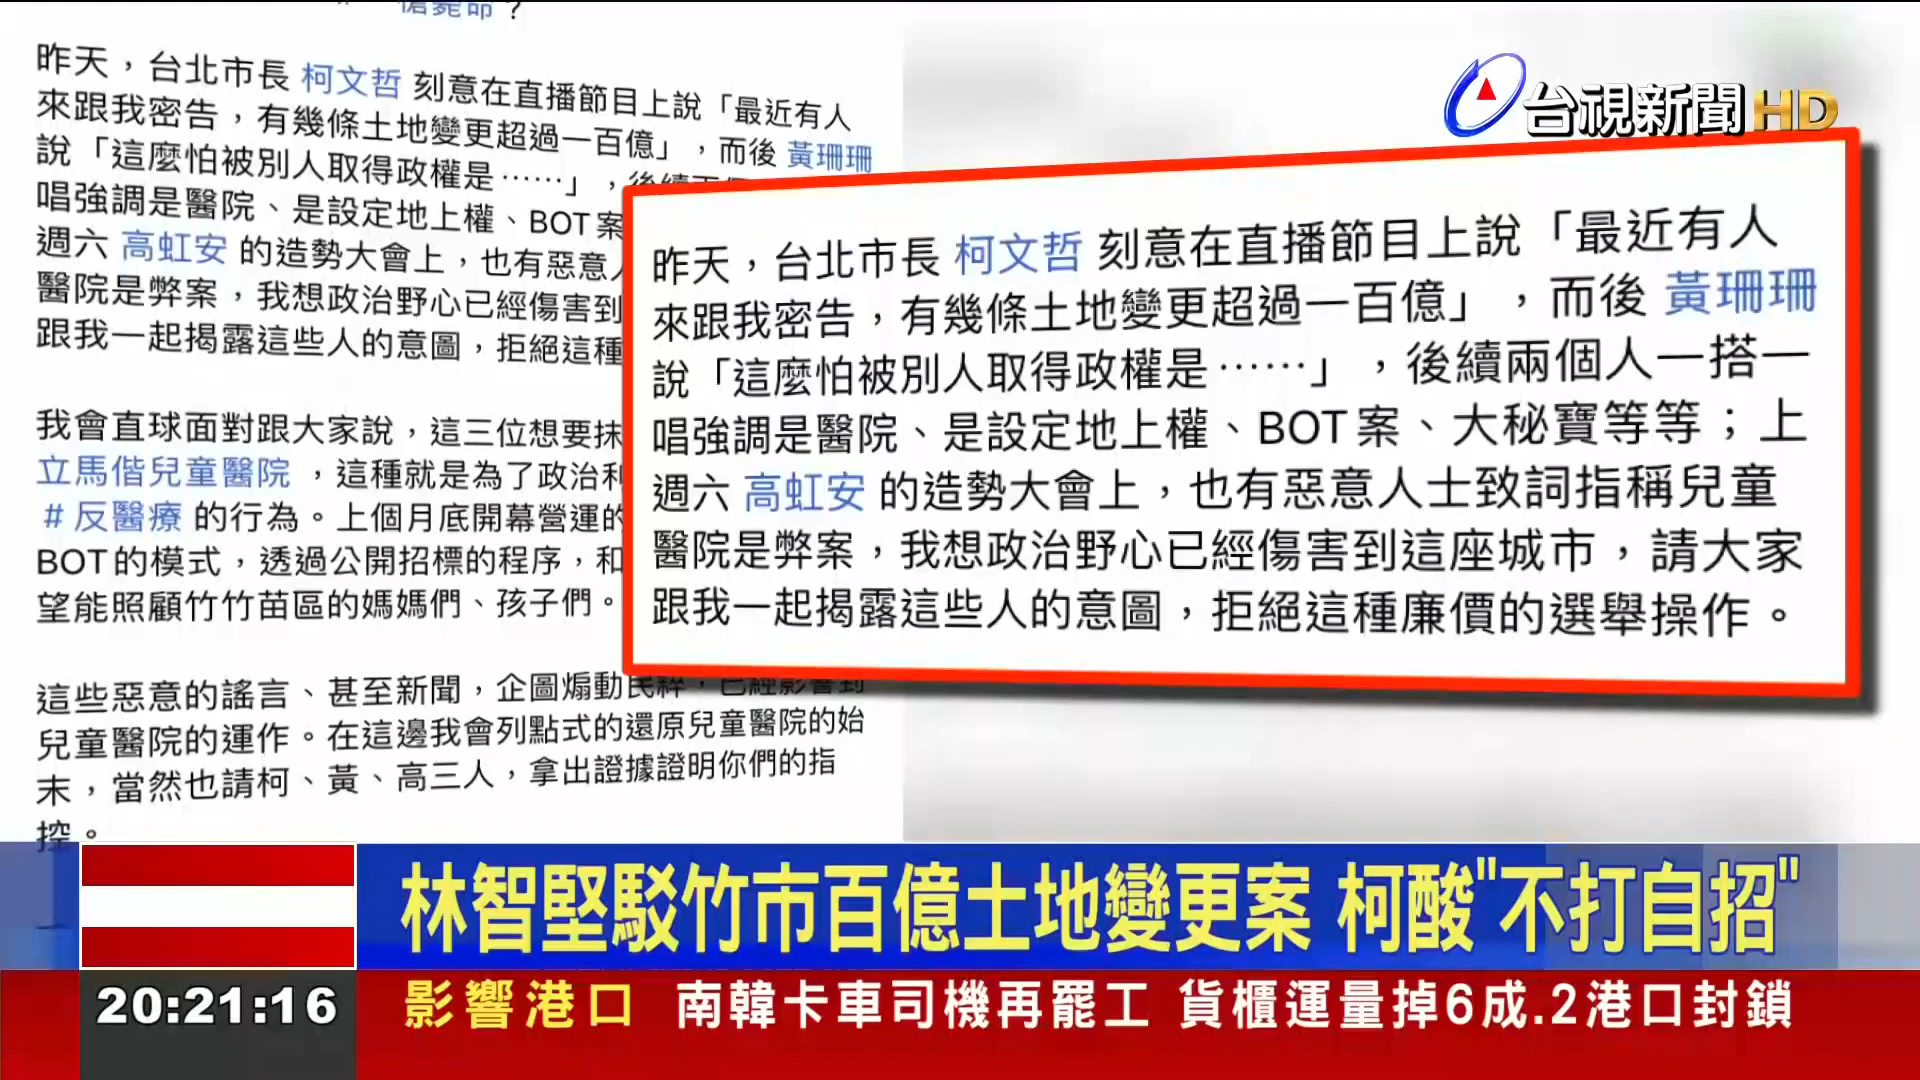 昨天，台北市長 柯文哲 刻意在直播節目上說「最近有人
來跟我密告，有幾條土地變更超過一百億」，而後 黃珊珊
說「這麼怕被別人取得政權是⋯⋯」，後續兩個
唱強調是醫院、是設定地上權、BOT案
週六 高虹安 的造勢大會上，也有惡意人
醫院是弊案，我想政治野心已經傷害到
跟我一起揭露這些人的意圖，拒絕這種
我會直球面對跟大家說，這三位想要抹
立馬偕兒童醫院 ，這種就是為了政治利
#反醫療 的行為。上個月底開幕營運的
BOT的模式，透過公開招標的程序，和
望能照顧竹竹苗區的媽媽們、孩子們。
這些惡意的謠言、甚至新聞，企圖煽動民粹，已經影響到
兒童醫院的運作。在這邊我會列點式的還原兒童醫院的始
末，當然也請柯、黃、高三人，拿出證據證明你們的指
控。
台視新聞HD
昨天，台北市長 柯文哲 刻意在直播節目上說「最近有人
來跟我密告，有幾條土地變更超過一百億」，而後 黃珊珊
說「這麼怕被別人取得政權是⋯⋯」，後續兩個人一搭一
唱強調是醫院、是設定地上權、BOT案、大秘寶等等；上
週六 高虹安 的造勢大會上，也有惡意人士致詞指稱兒童
醫院是弊案，我想政治野心已經傷害到這座城市，請大家
跟我一起揭露這些人的意圖，拒絕這種廉價的選舉操作。
林智堅駁竹市百億土地變更案 柯酸"不打自招"
20:21:16 影響港口 南韓卡車司機再罷工 貨櫃運量掉6成.2港口封鎖